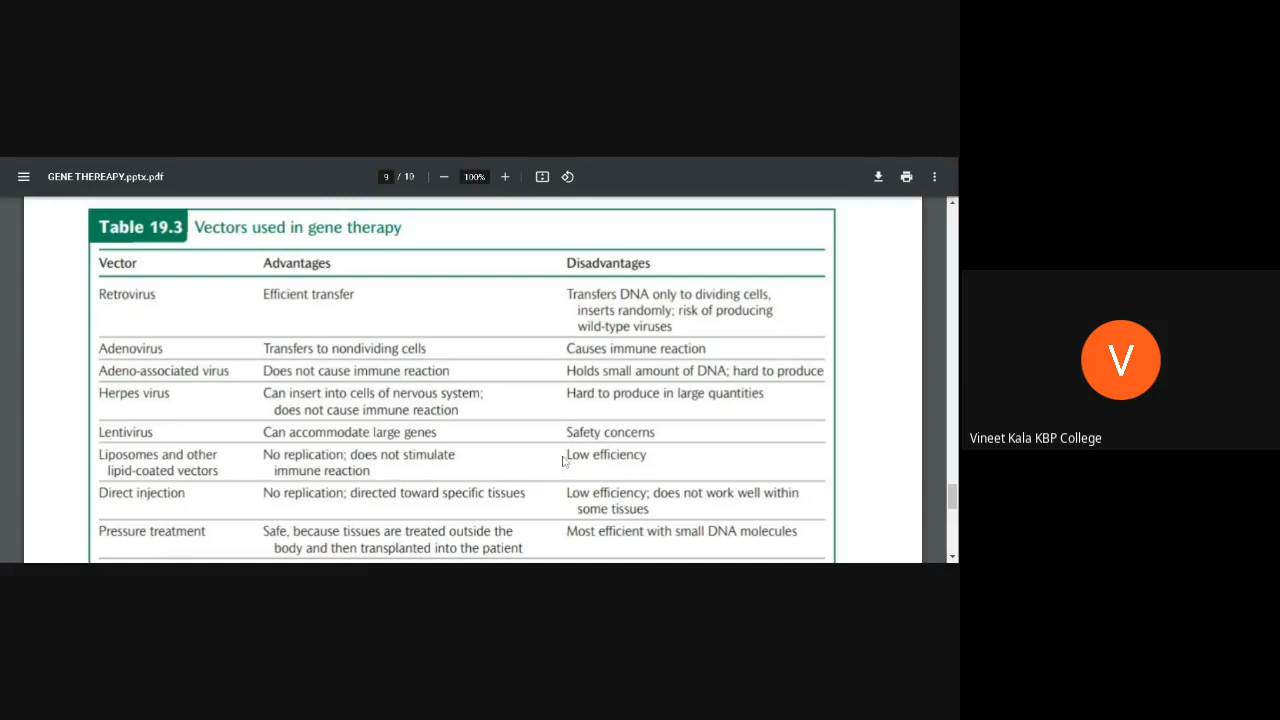 GENE THEREAPY.pptx.pdf
9 / 10
100%
Table 19.3 Vectors used in gene therapy
Vector Advantages Disadvantages
Retrovirus Efficient transfer Transfers DNA only to dividing cells,
inserts randomly; risk of producing
wild-type viruses
Adenovirus Transfers to nondividing cells Causes immune reaction
Adeno-associated virus Does not cause immune reaction Holds small amount of DNA; hard to produce
Herpes virus Can insert into cells of nervous system; Hard to produce in large quantities
does not cause immune reaction
Lentivirus Can accommodate large genes Safety concerns
Liposomes and other No replication; does not stimulate Low efficiency
lipid-coated vectors immune reaction
Direct injection No replication; directed toward specific tissues Low efficiency; does not work well within
some tissues
Pressure treatment Safe, because tissues are treated outside the Most efficient with small DNA molecules
body and then transplanted into the patient
V
Vineet Kala KBP College